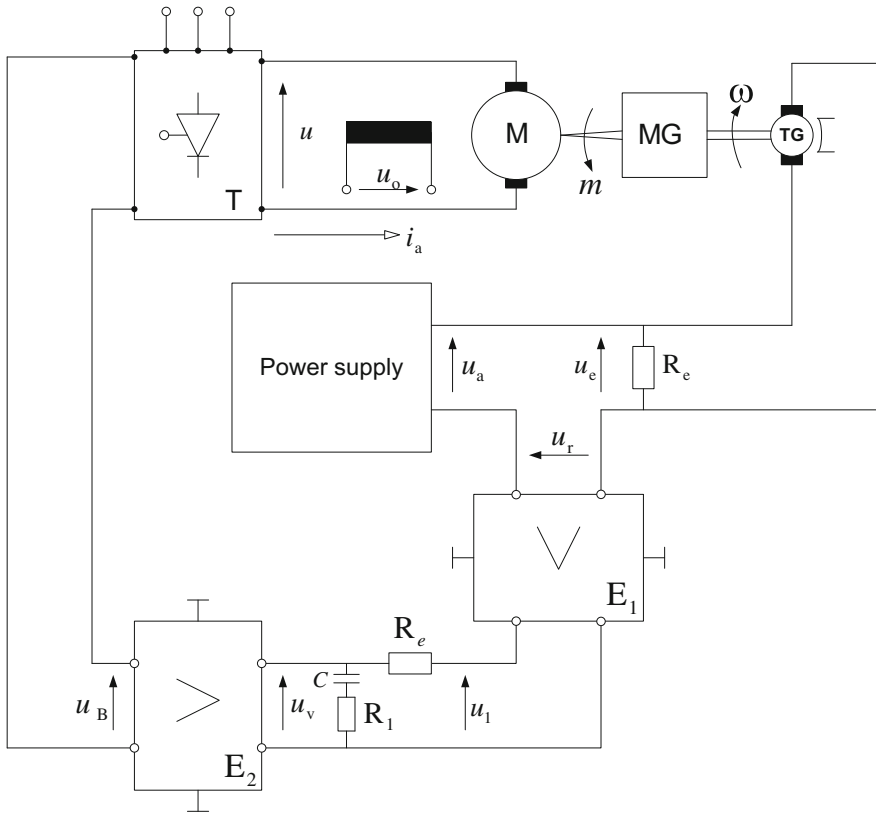 T
u
u_o
i_a
M
m
MG
ω
TG
Power supply
u_a
u_e
R_e
u_r
E_1
R_e
C
R_1
u_1
u_v
u_B
E_2